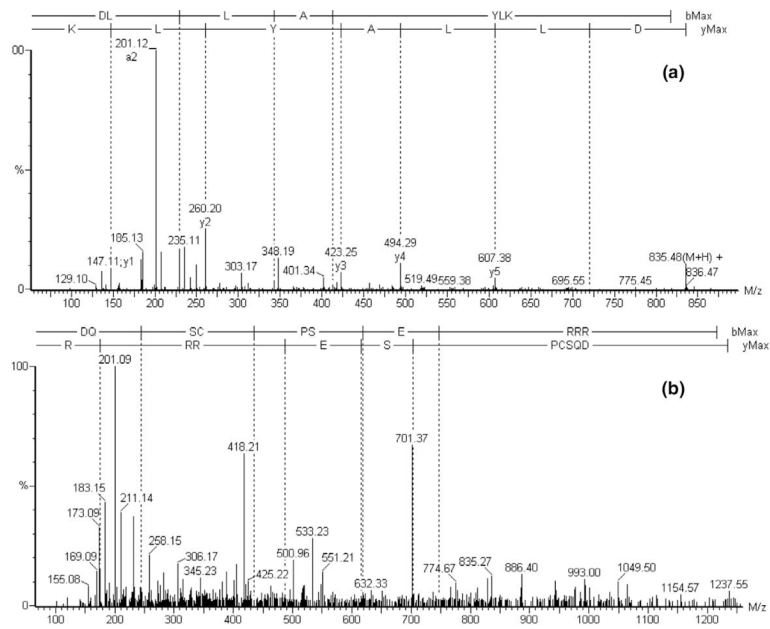 DL L A YLK bMax
K L Y A L L D yMax
201.12
a2
(a)
00
%
260.20
y2
185.13
235.11
147.11;y1
129.10
303.17
348.19
401.34
423.25
y3
494.29
y4
519.49
559.38
607.38
y5
695.55
775.45
835.48(M+H) +
836.47
100 150 200 250 300 350 400 450 500 550 600 650 700 750 800 850 M/z
DQ SC PS E RRR bMax
R RR E S PCSQD yMax
201.09
(b)
100
%
0
183.15
173.09
169.09
155.08
211.14
258.15
306.17
345.23
418.21
425.22
500.96
533.23
551.21
632.33
701.37
774.67
835.27
886.40
993.00
1049.50
1154.57
1237.55
100 200 300 400 500 600 700 800 900 1000 1100 1200 M/z